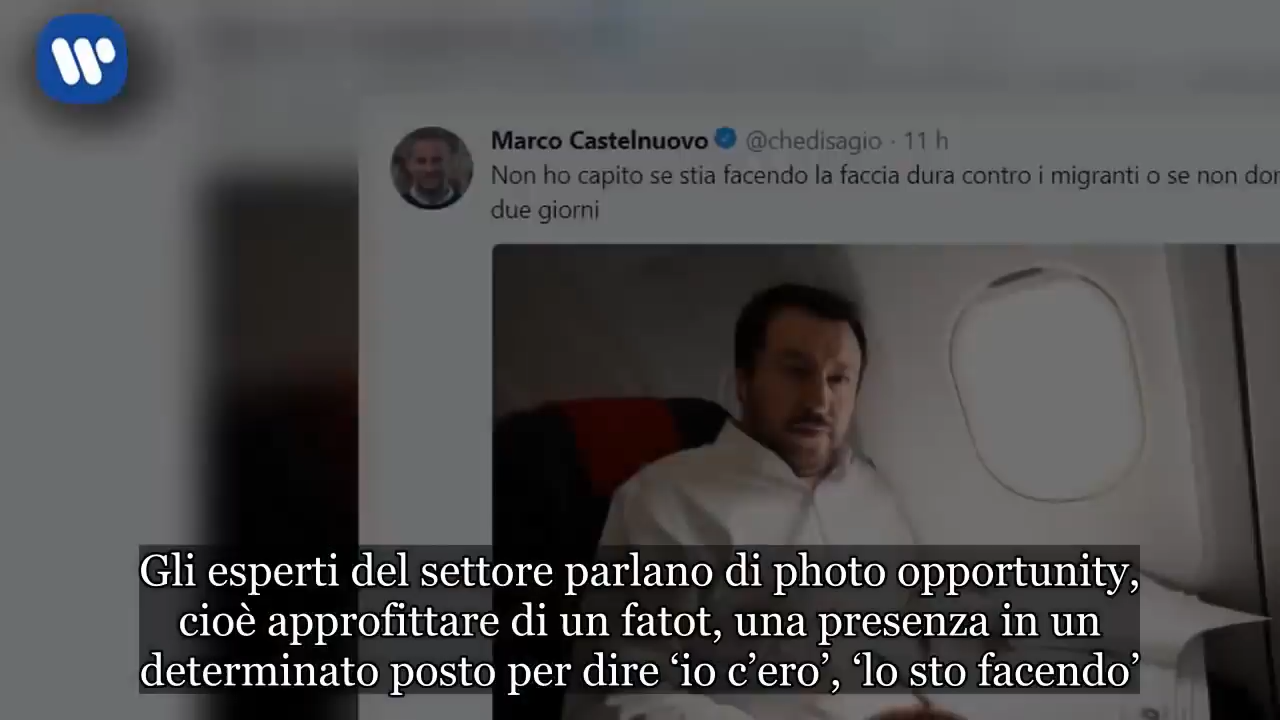 Marco Castelnuovo @chedisagio · 11 h
Non ho capito se stia facendo la faccia dura contro i migranti o se non
due giorni
Gli esperti del settore parlano di photo opportunity,
cioè approfittare di un fatot, una presenza in un
determinato posto per dire ‘io c’ero’, ‘lo sto facendo’